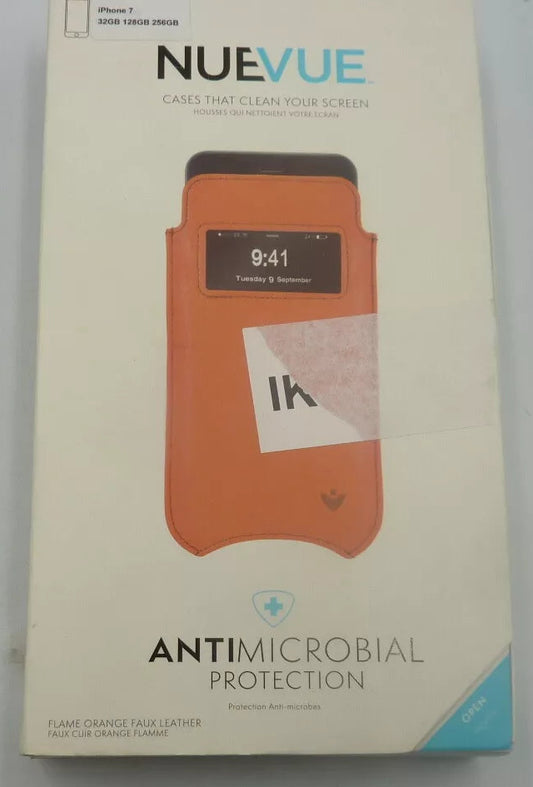 iPhone 7
32GB 128GB 256GB
NUEVUE
CASES THAT CLEAN YOUR SCREEN
HOUSSES QUI NETTOIENT VOTRE ÉCRAN
9:41
Tuesday 9 September
IK
ANTIMICROBIAL
PROTECTION
Protection Anti-microbes
FLAME ORANGE FAUX LEATHER
FAUX CUIR ORANGE FLAMME
OPEN